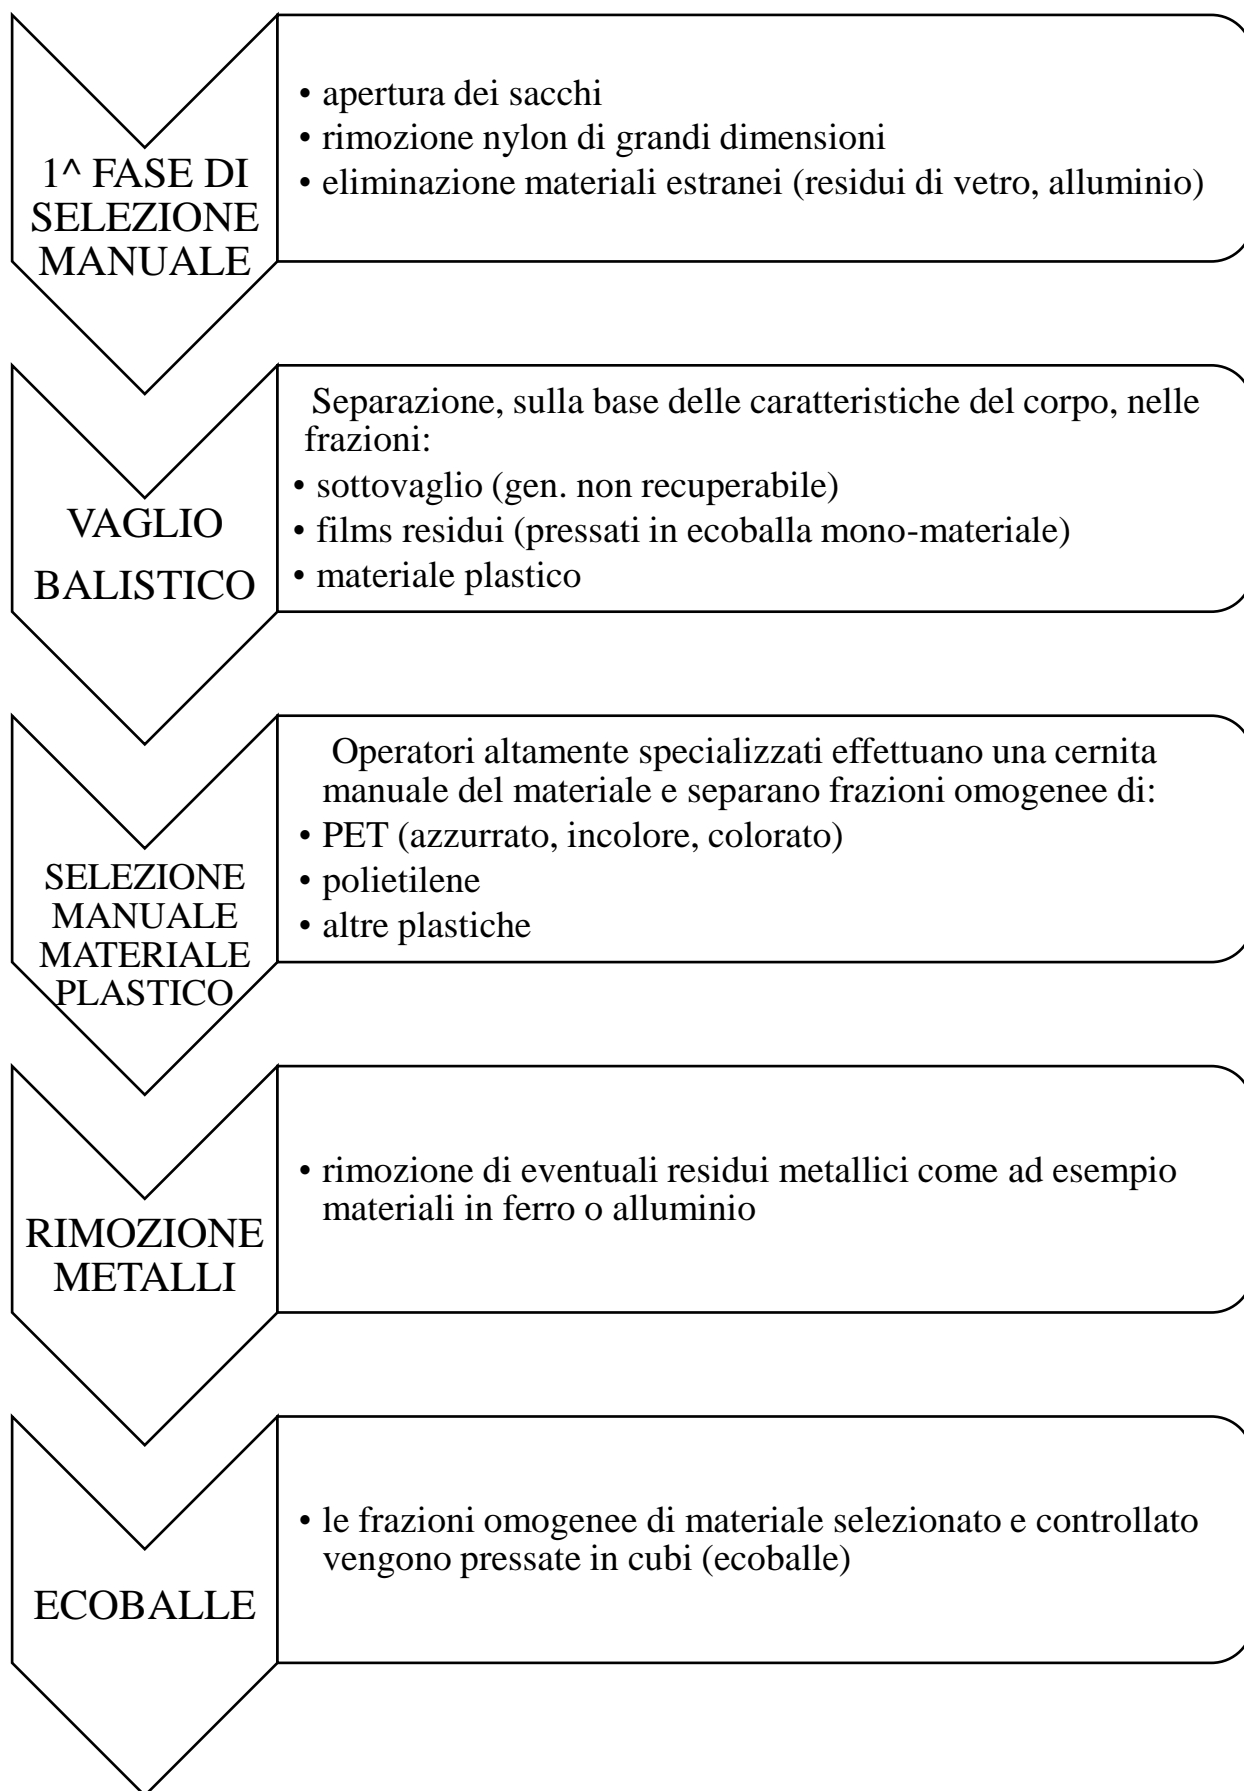 1^ FASE DI
SELEZIONE
MANUALE
• apertura dei sacchi
• rimozione nylon di grandi dimensioni
• eliminazione materiali estranei (residui di vetro, alluminio)
VAGLIO
BALISTICO
Separazione, sulla base delle caratteristiche del corpo, nelle
frazioni:
• sottovaglio (gen. non recuperabile)
• films residui (pressati in ecoballa mono-materiale)
• materiale plastico
SELEZIONE
MANUALE
MATERIALE
PLASTICO
Operatori altamente specializzati effettuano una cernita
manuale del materiale e separano frazioni omogenee di:
• PET (azzurrato, incolore, colorato)
• polietilene
• altre plastiche
RIMOZIONE
METALLI
• rimozione di eventuali residui metallici come ad esempio
materiali in ferro o alluminio
ECOBALLE
• le frazioni omogenee di materiale selezionato e controllato
vengono pressate in cubi (ecoballe)